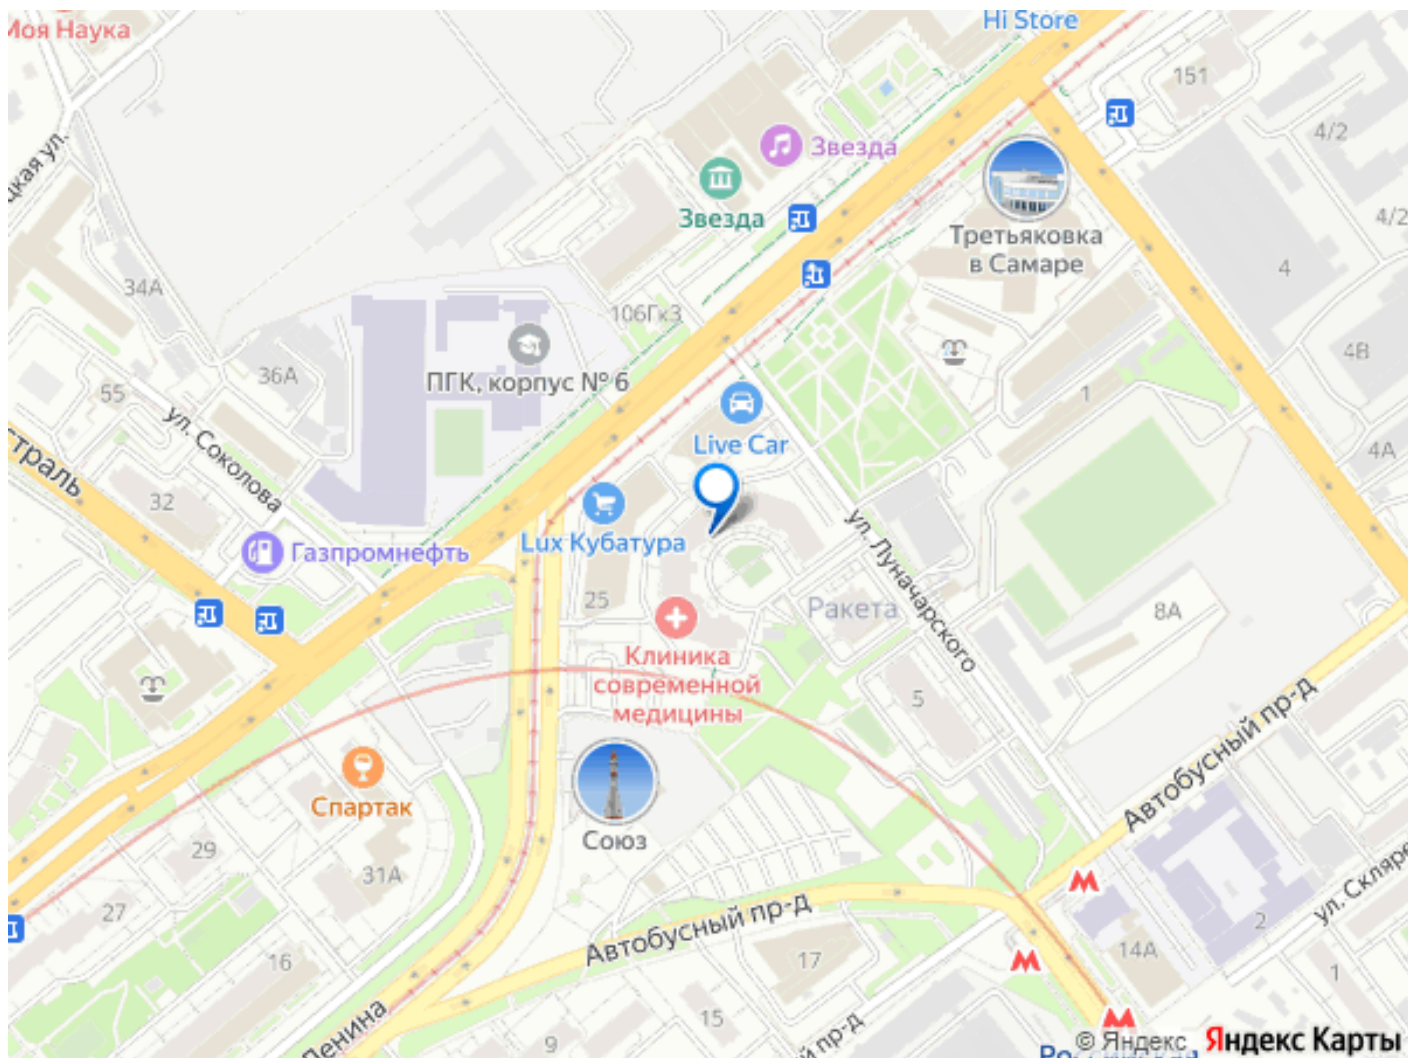 Моя Наука
Hi Store
151
4/2
Звезда
Звезда
Третьяковка
в Самаре
4/2
4
34А
106Гк3
4В
36А
ПГК, корпус № 6
55
1
ул. Соколова
Live Car
4А
32
Lux Кубатура
Газпромнефть
ул. Луначарского
25
Ракета
8А
Клиника
современной
медицины
5
Автобусный пр-д
Спартак
Союз
29
31А
27
Автобусный пр-д
ул. Скляре
2
14А
16
17
1
Ленина
15
9
й пр-д
© Яндекс Яндекс Карты